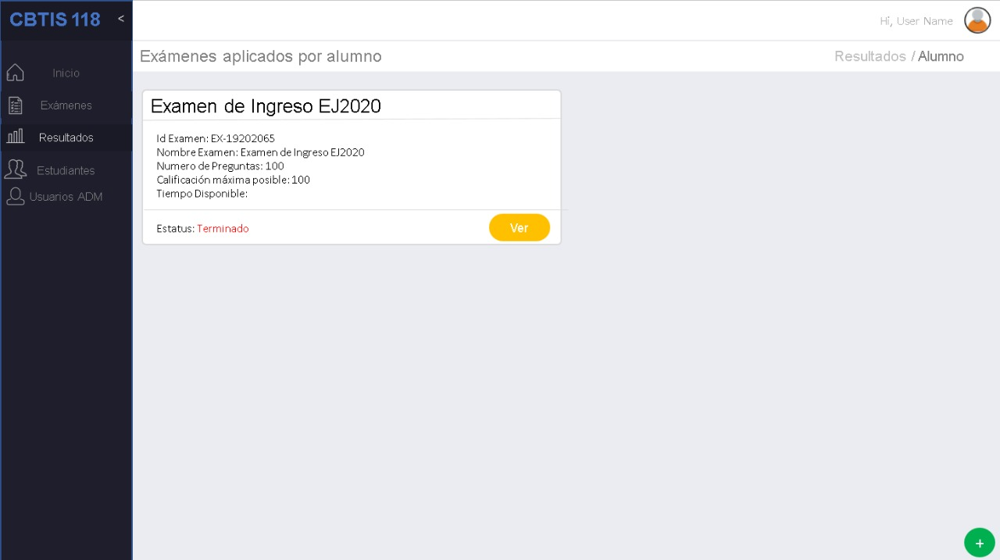 CBTIS 118 <
Hi, User Name
Exámenes aplicados por alumno
Resultados / Alumno
Inicio
Exámenes
Resultados
Estudiantes
Usuarios ADM
Examen de Ingreso EJ2020
Id Examen: EX-19202065
Nombre Examen: Examen de Ingreso EJ2020
Numero de Preguntas: 100
Calificación máxima posible: 100
Tiempo Disponible:
Estatus: Terminado
Ver
+